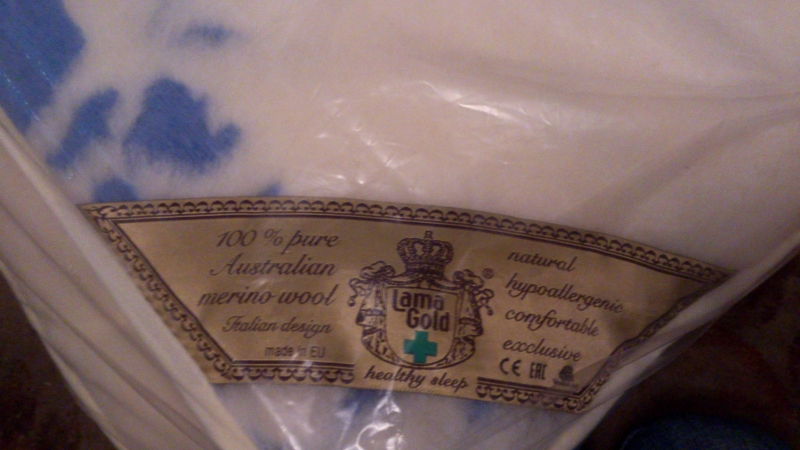 100 % pure
Australian
merino wool
Italian design
made in EU
Lama
Gold
®
healthy sleep
natural
hypoallergenic
comfortable
exclusive
CE EAC